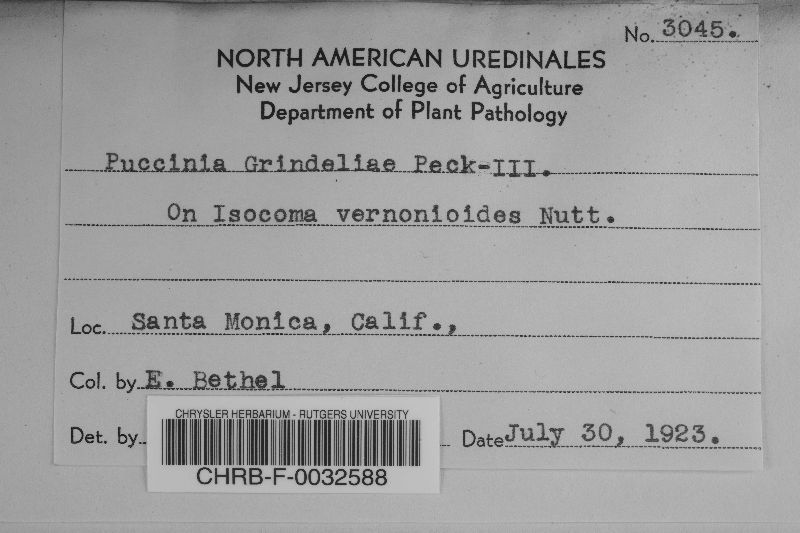 No. 3045.
NORTH AMERICAN UREDINALES
New Jersey College of Agriculture
Department of Plant Pathology
Puccinia Grindeliae Peck-III.
On Isocoma vernonioides Nutt.
Loc. Santa Monica, Calif.,
Col. by E. Bethel
Det. by
Date July 30, 1923.
CHRYSLER HERBARIUM - RUTGERS UNIVERSITY
CHRB-F-0032588